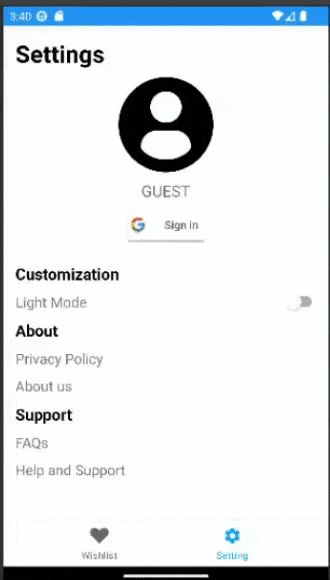 3:40
Settings
GUEST
Sign in
Customization
Light Mode
About
Privacy Policy
About us
Support
FAQs
Help and Support
Wishlist
Setting